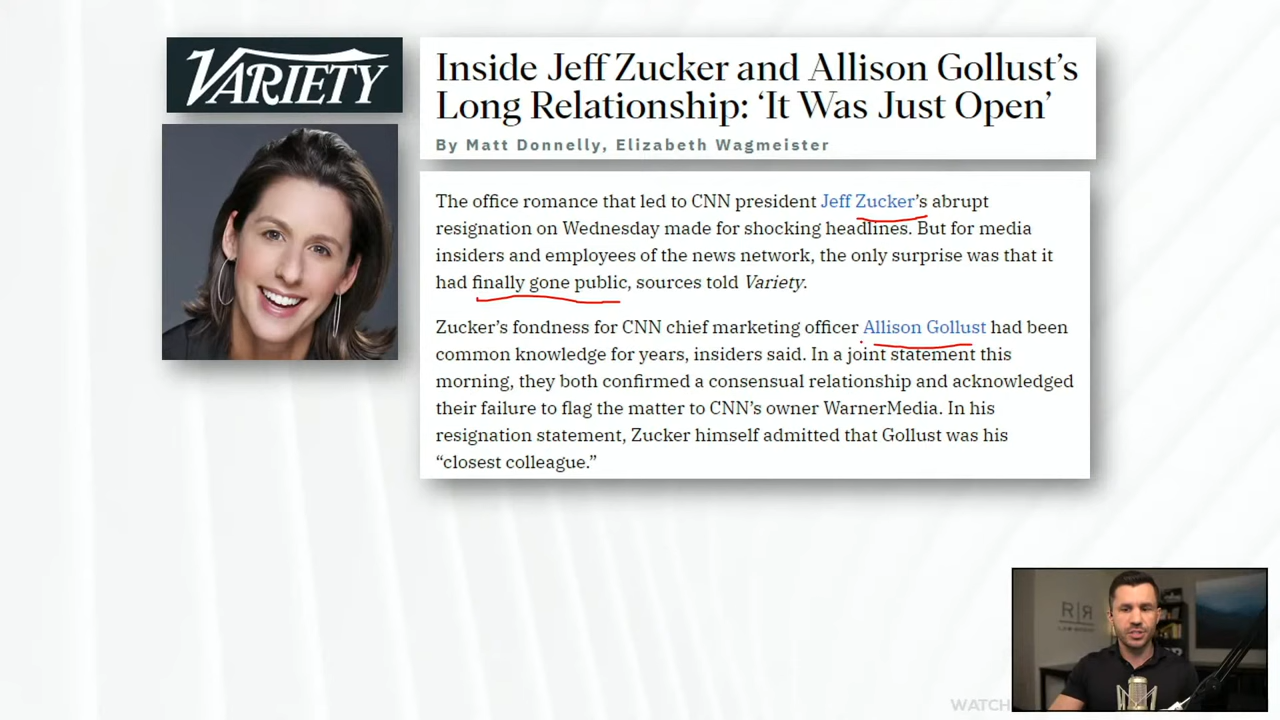 VARIETY
Inside Jeff Zucker and Allison Gollust’s
Long Relationship: ‘It Was Just Open’
By Matt Donnelly, Elizabeth Wagmeister
The office romance that led to CNN president Jeff Zucker’s abrupt
resignation on Wednesday made for shocking headlines. But for media
insiders and employees of the news network, the only surprise was that it
had finally gone public, sources told Variety.
Zucker’s fondness for CNN chief marketing officer Allison Gollust had been
common knowledge for years, insiders said. In a joint statement this
morning, they both confirmed a consensual relationship and acknowledged
their failure to flag the matter to CNN’s owner WarnerMedia. In his
resignation statement, Zucker himself admitted that Gollust was his
“closest colleague.”
R|R
LAW GROUP
WATCH